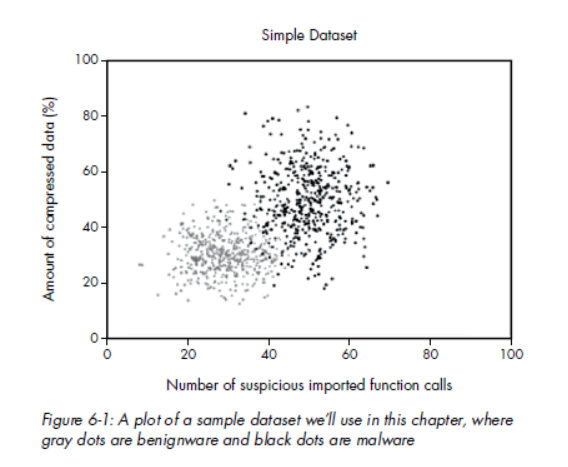 Simple Dataset
100
80
60
40
20
0
Amount of compressed data (%)
0 20 40 60 80 100
Number of suspicious imported function calls
Figure 6-1: A plot of a sample dataset we'll use in this chapter, where
gray dots are benignware and black dots are malware